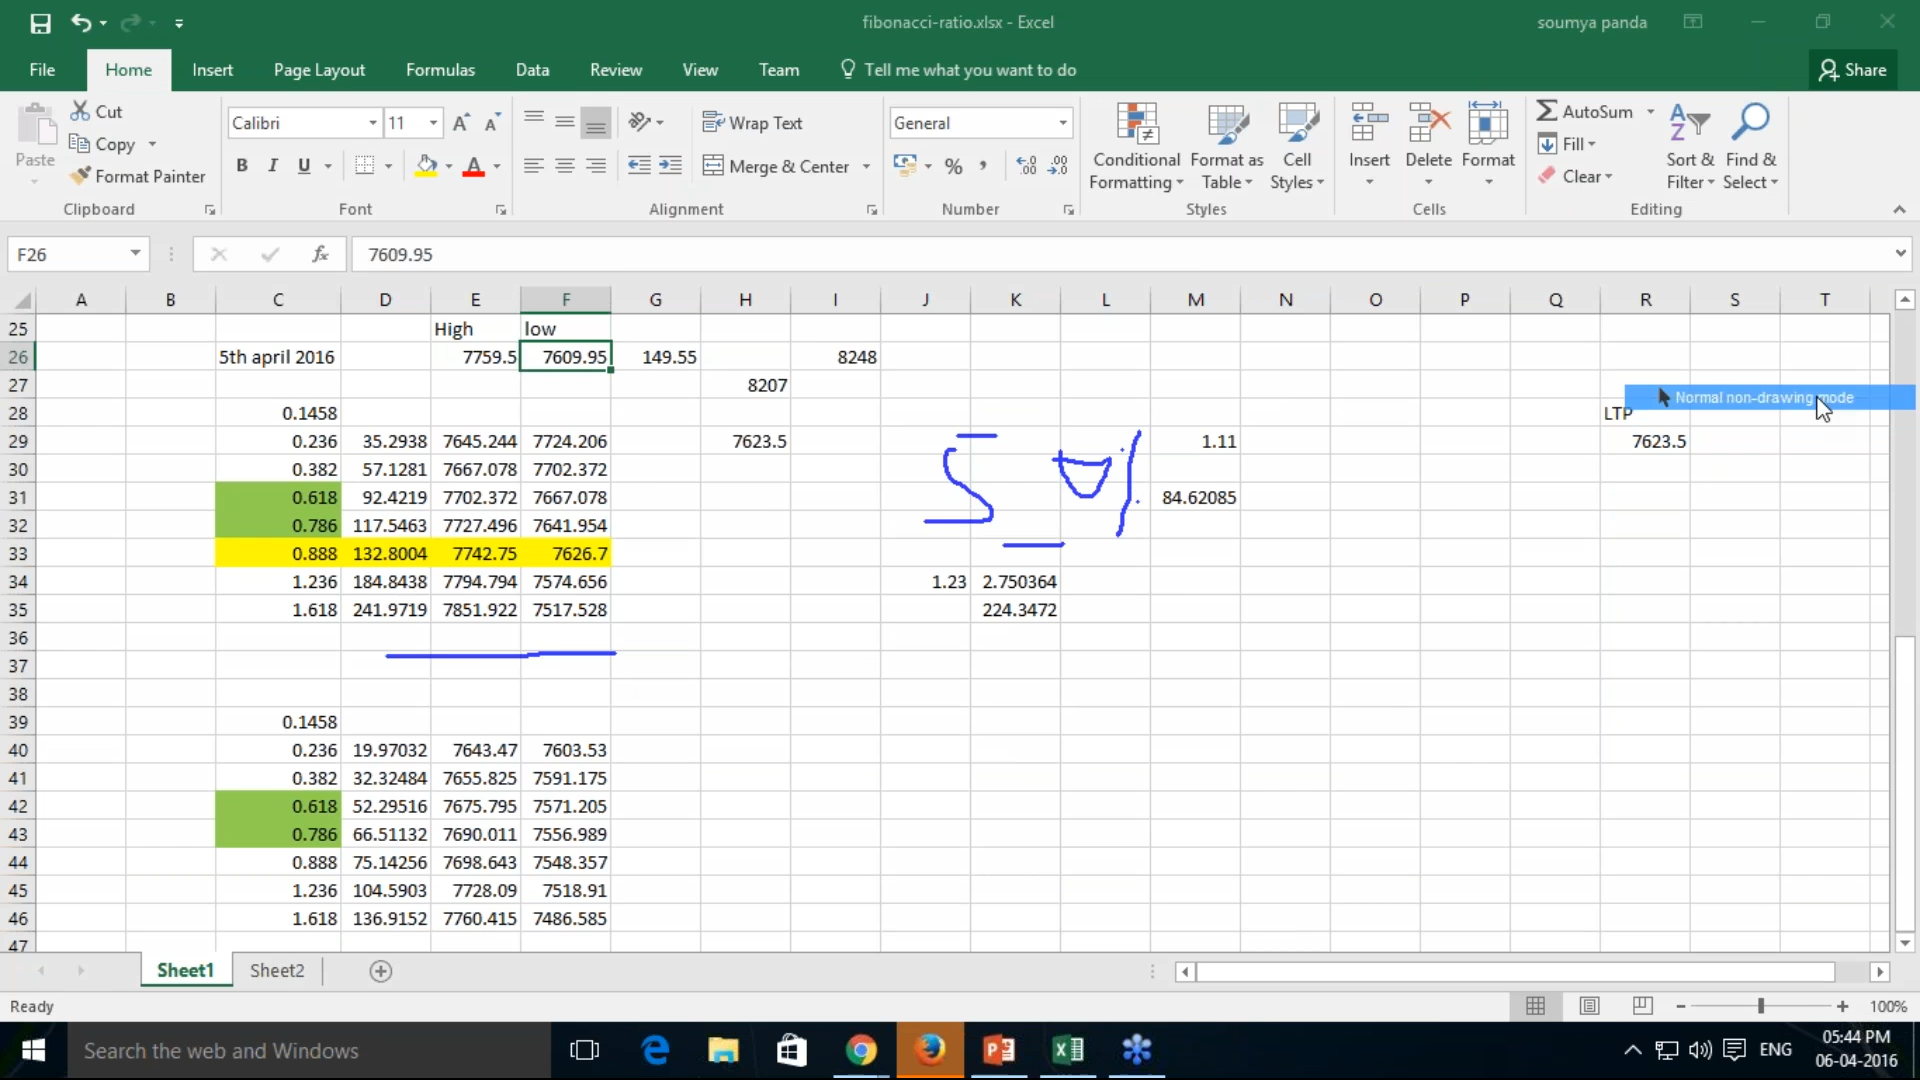 fibonacci-ratio.xlsx - Excel
soumya panda
File Home Insert Page Layout Formulas Data Review View Team Tell me what you want to do Share
Cut
Copy
Format Painter
Paste
Clipboard
Calibri 11
B I U
Font
Wrap Text
Merge & Center
Alignment
General
%
Number
Conditional Formatting
Format as Table
Cell Styles
Styles
Insert Delete Format
Cells
AutoSum
Fill
Clear
Sort & Filter
Find & Select
Editing
F26 fx 7609.95
A B C D E F G H I J K L M N O P Q R S T
25 High low
26 5th april 2016 7759.5 7609.95 149.55 8248
27 8207
Normal non-drawing mode
28 0.1458 LTP
29 0.236 35.2938 7645.244 7724.206 7623.5 1.11 7623.5
30 0.382 57.1281 7667.078 7702.372
31 0.618 92.4219 7702.372 7667.078 84.62085
32 0.786 117.5463 7727.496 7641.954
33 0.888 132.8004 7742.75 7626.7
34 1.236 184.8438 7794.794 7574.656 1.23 2.750364
35 1.618 241.9719 7851.922 7517.528 224.3472
36
37
38
39 0.1458
40 0.236 19.97032 7643.47 7603.53
41 0.382 32.32484 7655.825 7591.175
42 0.618 52.29516 7675.795 7571.205
43 0.786 66.51132 7690.011 7556.989
44 0.888 75.14256 7698.643 7548.357
45 1.236 104.5903 7728.09 7518.91
46 1.618 136.9152 7760.415 7486.585
47
Sheet1 Sheet2
Ready 100%
Search the web and Windows
ENG
05:44 PM
06-04-2016